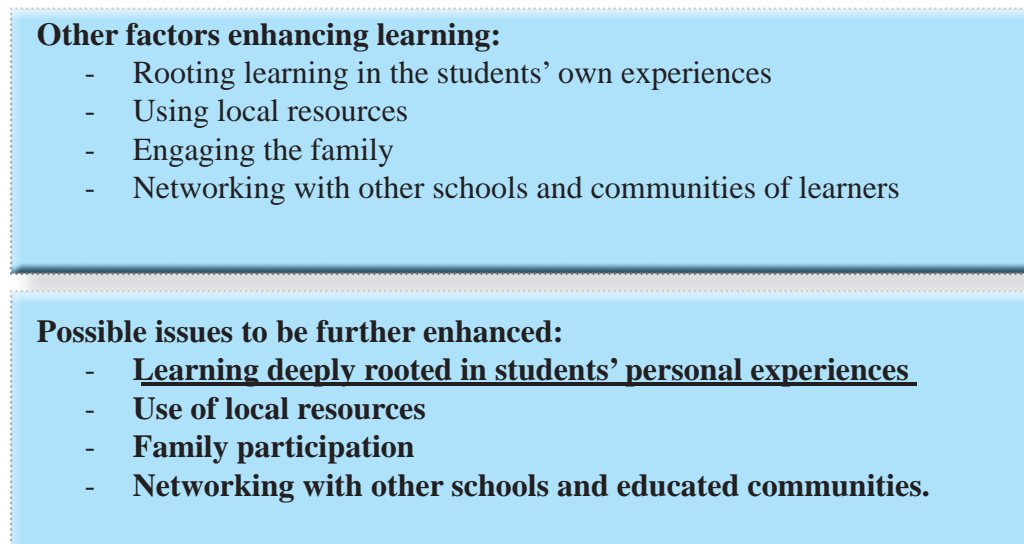 Other factors enhancing learning:
- Rooting learning in the students’ own experiences
- Using local resources
- Engaging the family
- Networking with other schools and communities of learners
Possible issues to be further enhanced:
- Learning deeply rooted in students’ personal experiences
- Use of local resources
- Family participation
- Networking with other schools and educated communities.